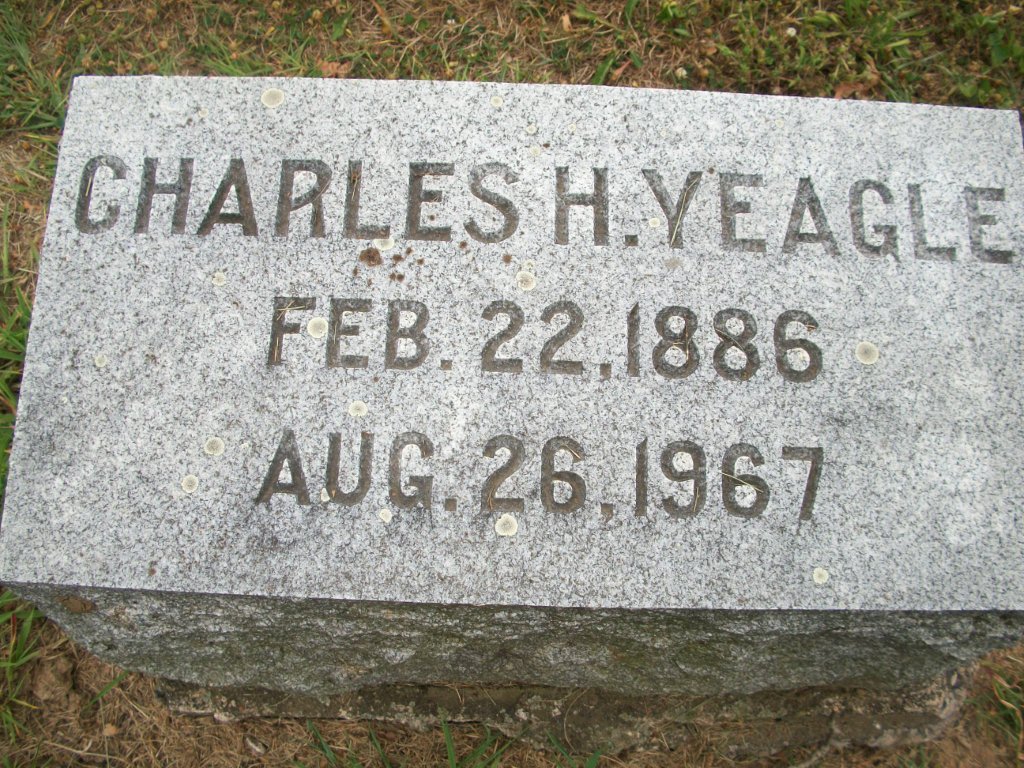 CHARLES H. YEAGLE
FEB. 22, 1886
AUG. 26, 1967